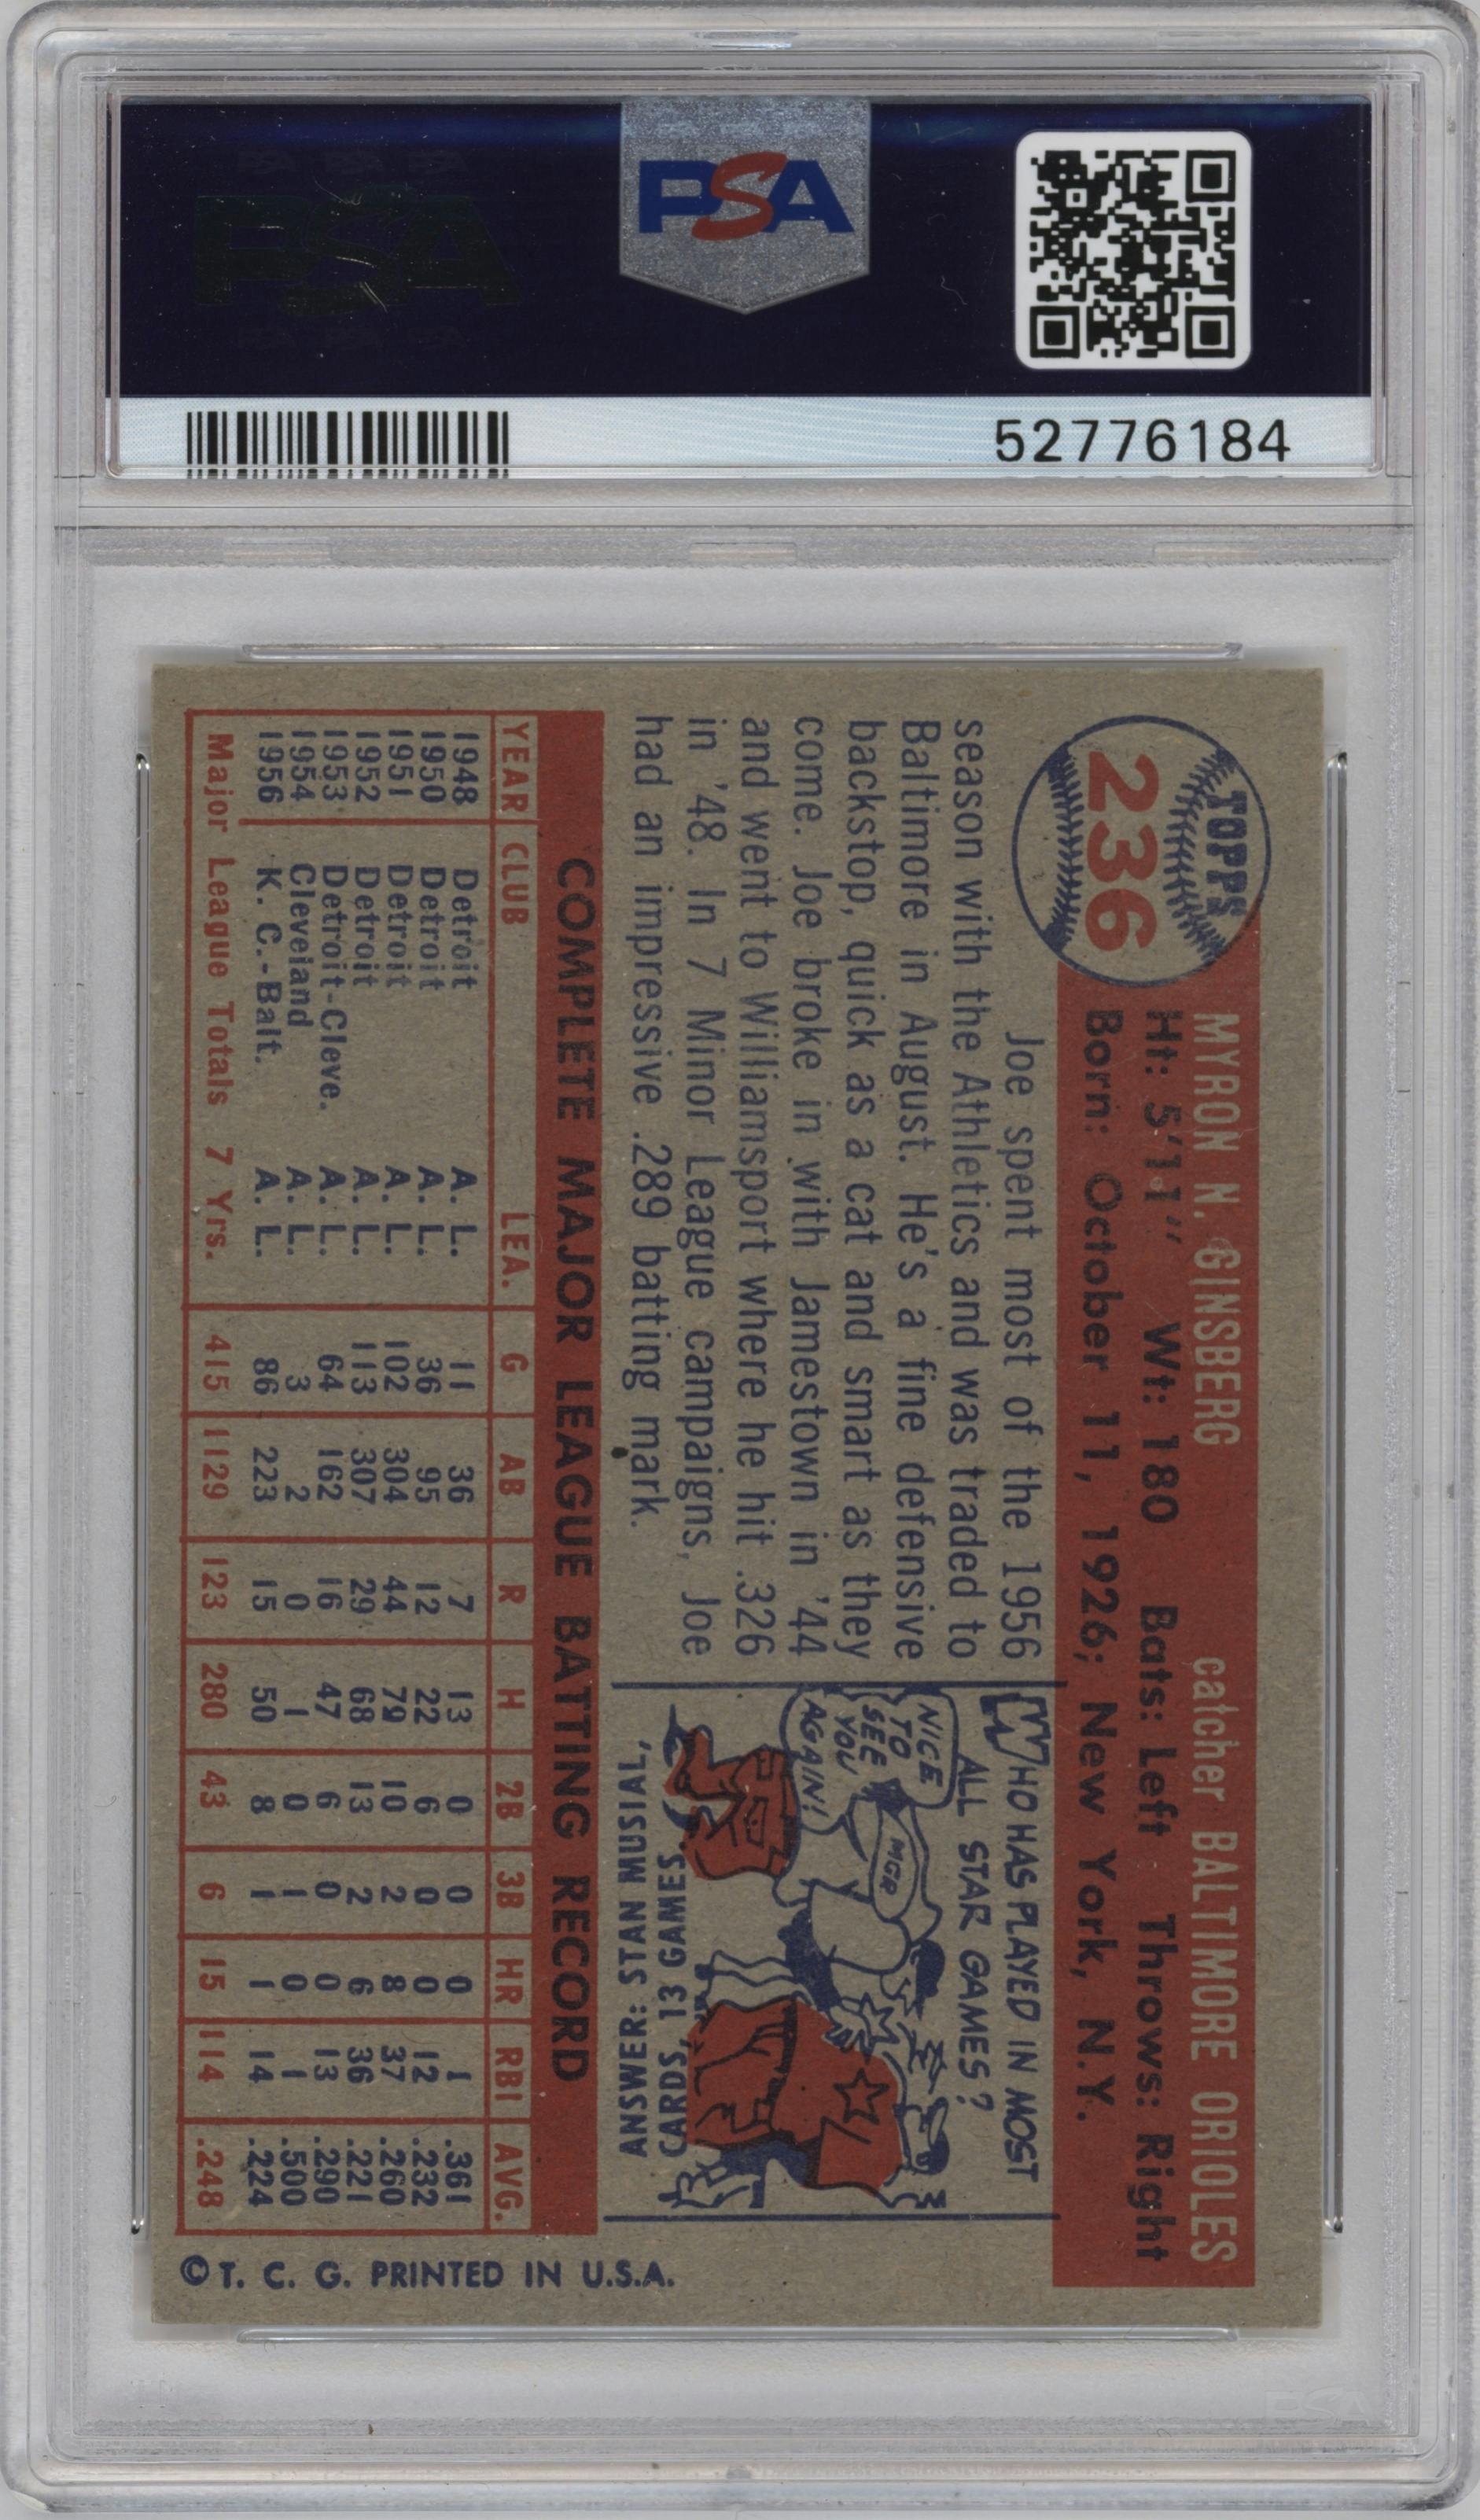 PSA
52776184
TOPPS
236
MYRON N. GINSBERG catcher BALTIMORE ORIOLES
Ht: 5'11" Wt: 180 Bats: Left Throws: Right
Born: October 11, 1926; New York, N.Y.
Joe spent most of the 1956
season with the Athletics and was traded to
Baltimore in August. He's a fine defensive
backstop, quick as a cat and smart as they
come. Joe broke in with Jamestown in '44
and went to Williamsport where he hit .326
in '48. In 7 Minor League campaigns, Joe
had an impressive .289 batting mark.
WHO HAS PLAYED IN MOST
ALL STAR GAMES?
NICE
TO
SEE
YOU
AGAIN!
MGR
ANSWER: STAN MUSIAL,
CARDS, 13 GAMES.
COMPLETE MAJOR LEAGUE BATTING RECORD
YEAR CLUB LEA. G AB R H 2B 3B HR RBI AVG.
1948 Detroit A. L. 11 36 7 13 0 0 0 1 .361
1950 Detroit A. L. 36 95 12 22 6 0 0 12 .232
1951 Detroit A. L. 102 304 44 79 10 2 8 37 .260
1952 Detroit A. L. 113 307 29 68 13 2 6 36 .221
1953 Detroit-Cleve. A. L. 64 162 16 47 6 0 0 13 .290
1954 Cleveland A. L. 3 2 0 1 0 1 0 1 .500
1956 K. C.-Balt. A. L. 86 223 15 50 8 1 1 14 .224
Major League Totals 7 Yrs. 415 1129 123 280 43 6 15 114 .248
©T. C. G. PRINTED IN U.S.A.
PSA